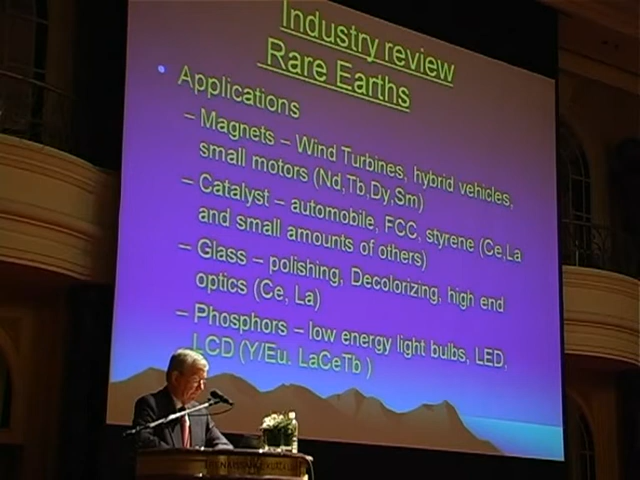 Industry review
Rare Earths
• Applications
– Magnets – Wind Turbines, hybrid vehicles,
small motors (Nd,Tb,Dy,Sm)
– Catalyst – automobile, FCC, styrene (Ce,La
and small amounts of others)
– Glass – polishing, Decolorizing, high end
optics (Ce, La)
– Phosphors – low energy light bulbs, LED,
LCD (Y/Eu. LaCeTb )